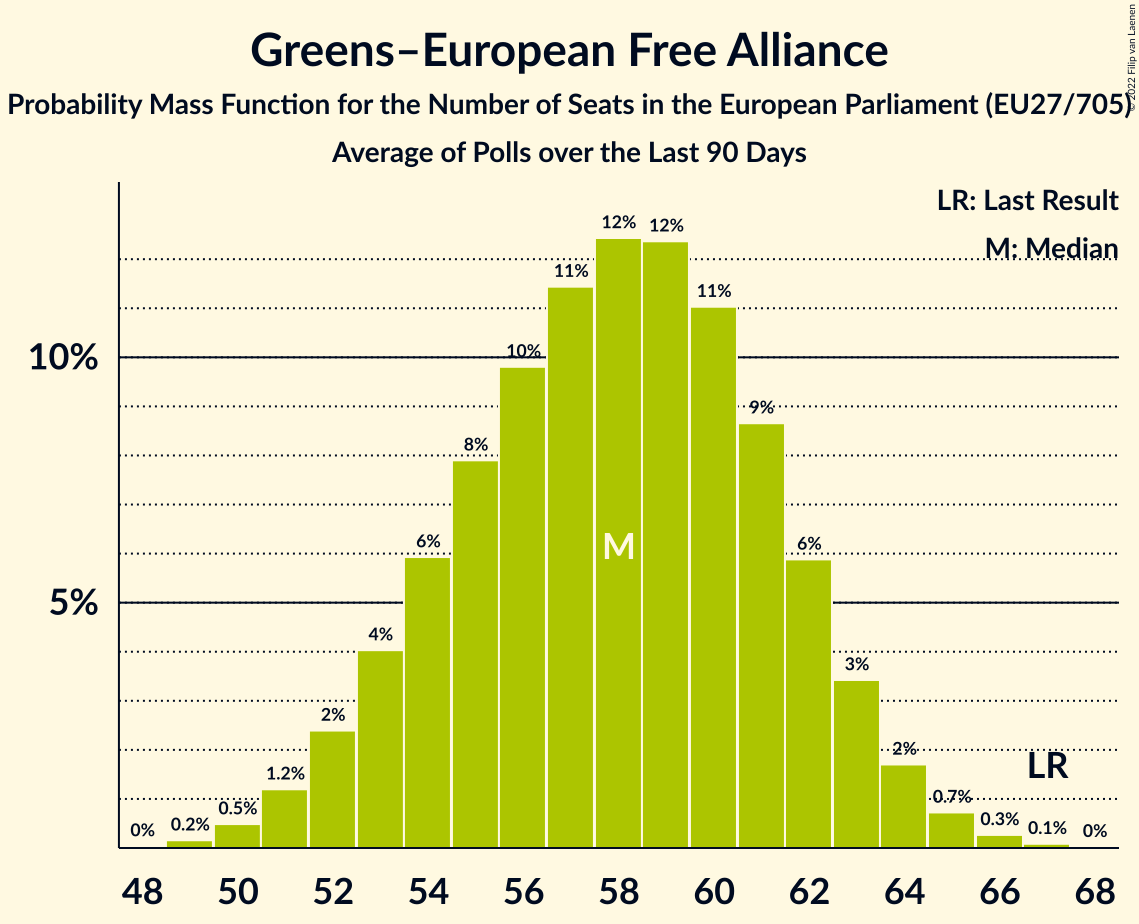 Greens–European Free Alliance
Probability Mass Function for the Number of Seats in the European Parliament (EU27/705)
Average of Polls over the Last 90 Days
© 2022 Filip van Laenen
LR: Last Result
M: Median
10%
5%
0%
0.2%
0.5%
1.2%
2%
4%
6%
8%
10%
11%
12%
12%
11%
9%
6%
3%
2%
0.7%
0.3%
0.1%
0%
M
LR
48 50 52 54 56 58 60 62 64 66 68